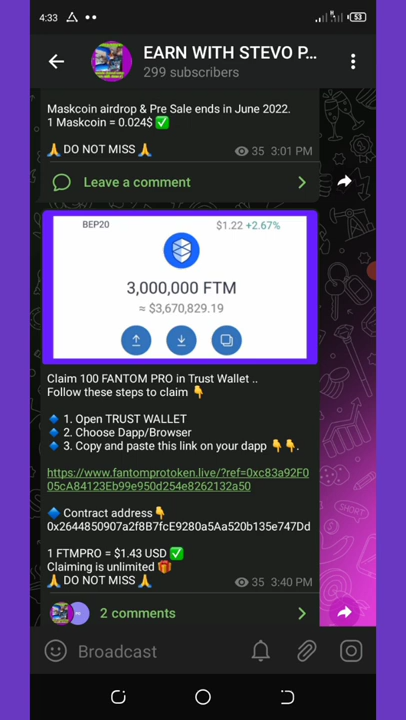 4:33
53
EARN WITH STEVO P...
299 subscribers
Maskcoin airdrop & Pre Sale ends in June 2022.
1 Maskcoin = 0.024$ ✅
🙏 DO NOT MISS 🙏 35 3:01 PM
Leave a comment
BEP20 $1.22 +2.67%
3,000,000 FTM
≈ $3,670,829.19
Claim 100 FANTOM PRO in Trust Wallet ..
Follow these steps to claim 👇
🔹 1. Open TRUST WALLET
🔹 2. Choose Dapp/Browser
🔹 3. Copy and paste this link on your dapp 👇👇.
https://www.fantomprotoken.live/?ref=0xc83a92F0
05cA84123Eb99e950d254e8262132a50
🔹 Contract address👇
0x2644850907a2f8B7fcE9280a5Aa520b135e747Dd
1 FTMPRO = $1.43 USD ✅
Claiming is unlimited 🎁
🙏 DO NOT MISS 🙏 35 3:40 PM
2 comments
Broadcast